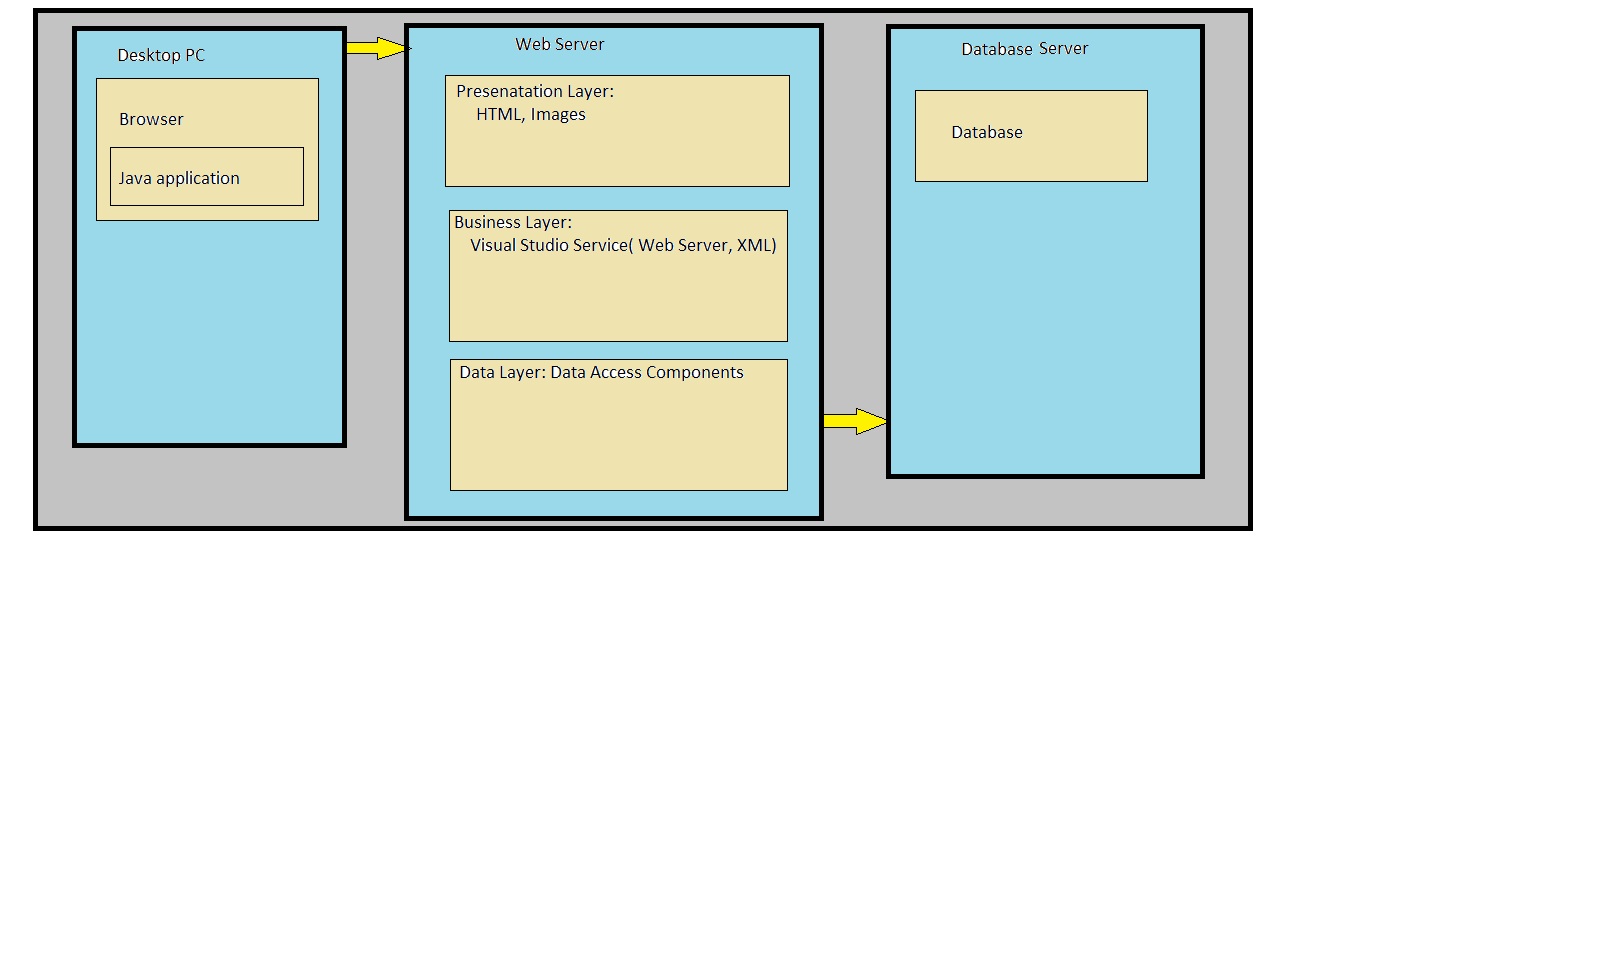 Desktop PC
Browser
Java application
Web Server
Presenatation Layer:
HTML, Images
Business Layer:
Visual Studio Service( Web Server, XML)
Data Layer: Data Access Components
Database Server
Database